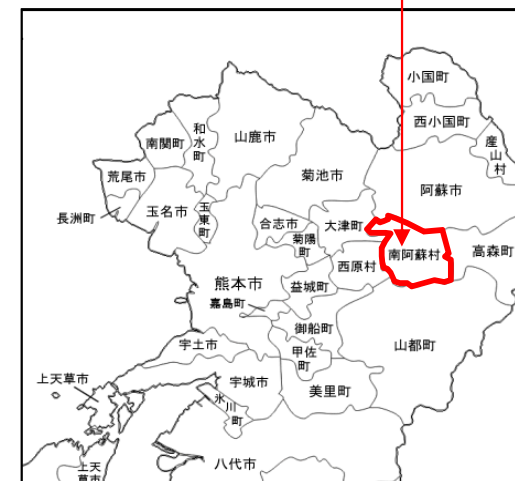 小国町
西小国町
産山村
和水町
南関町
山鹿市
菊池市
阿蘇市
荒尾市
長洲町
玉名市
玉東町
合志市
菊陽町
大津町
南阿蘇村
高森町
西原村
熊本市
益城町
嘉島町
御船町
甲佐町
山都町
宇土市
上天草市
宇城市
美里町
氷川町
八代市
上天草市